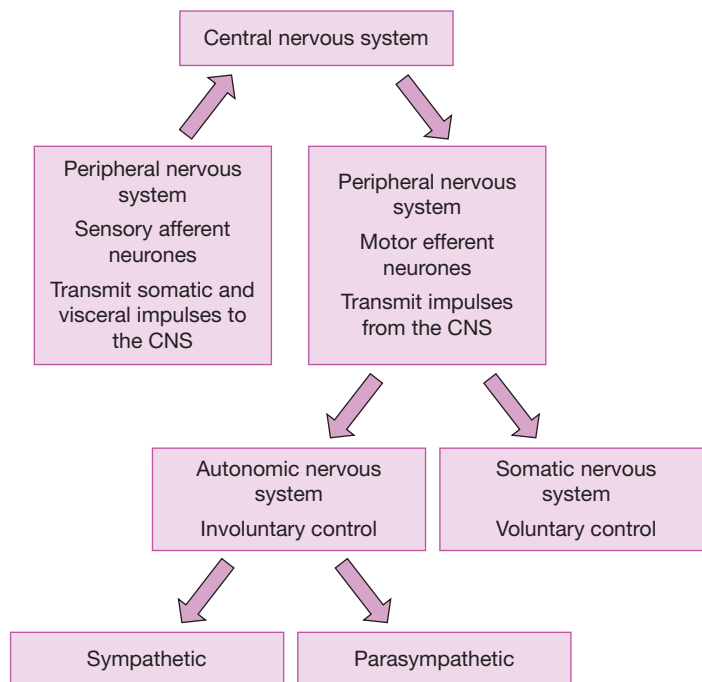 Central nervous system
Peripheral nervous
system
Sensory afferent
neurones
Transmit somatic and
visceral impulses to
the CNS
Peripheral nervous
system
Motor efferent
neurones
Transmit impulses
from the CNS
Autonomic nervous
system
Involuntary control
Somatic nervous
system
Voluntary control
Sympathetic
Parasympathetic